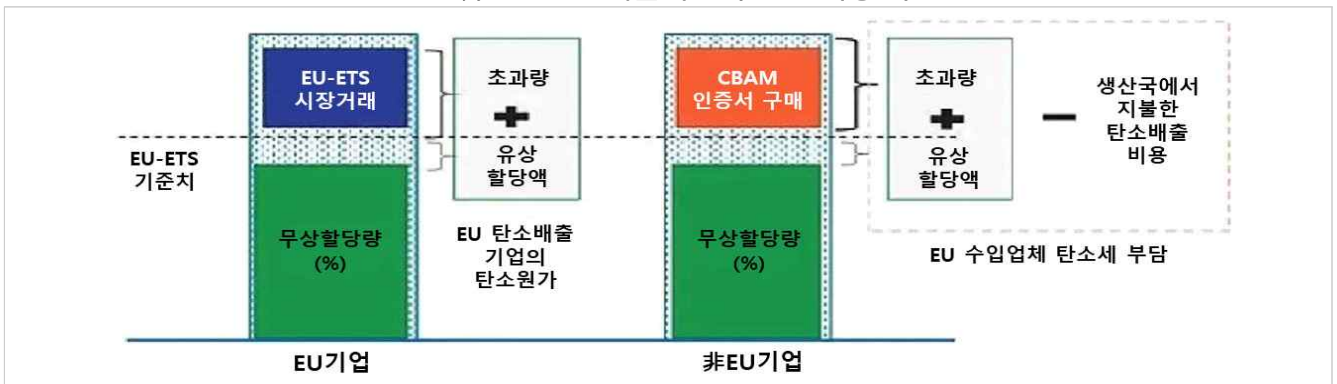 EU-ETS
시장거래
초과량
+
유상
할당액
EU-ETS
기준치
무상할당량
(%)
EU 탄소배출
기업의
탄소원가
EU기업
CBAM
인증서 구매
초과량
+
유상
할당액
−
생산국에서
지불한
탄소배출
비용
무상할당량
(%)
EU 수입업체 탄소세 부담
非EU기업